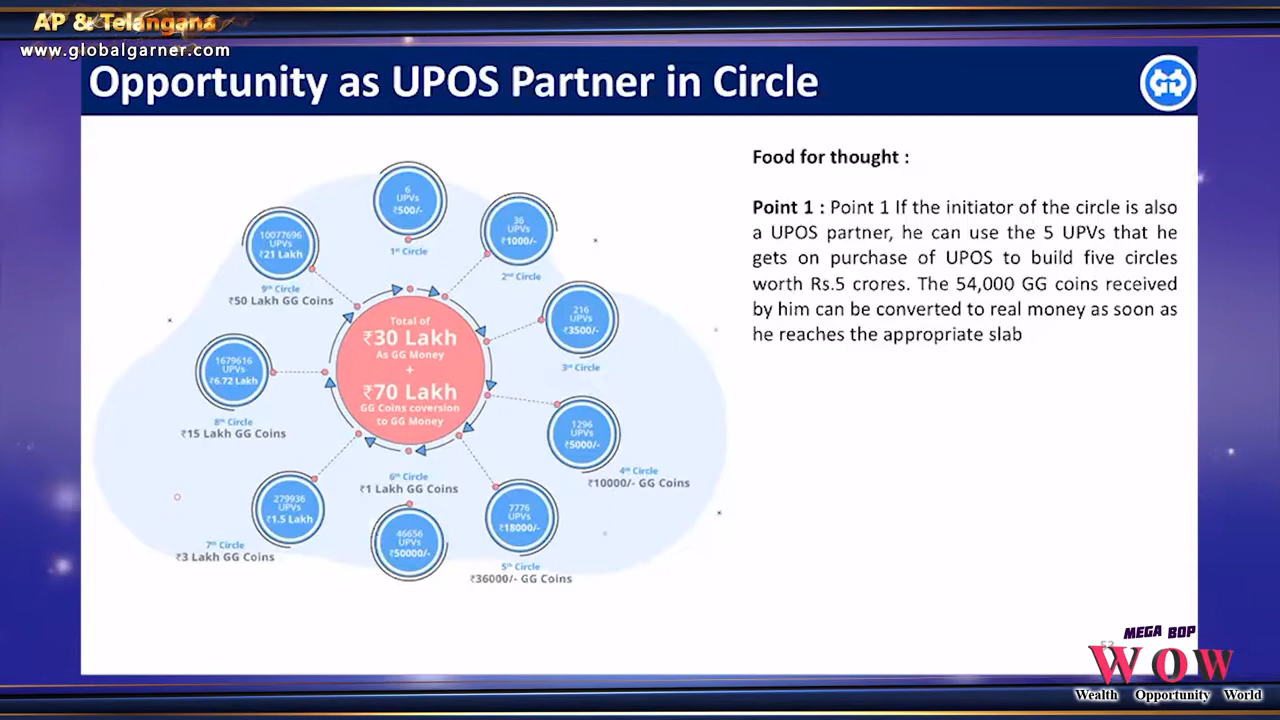 AP & Telangana
www.globalgarner.com
Opportunity as UPOS Partner in Circle
6
UPVs
₹500/-
1st Circle
36
UPVs
₹1000/-
2nd Circle
216
UPVs
₹3500/-
3rd Circle
1296
UPVs
₹5000/-
4th Circle
₹10000/- GG Coins
7776
UPVs
₹18000/-
5th Circle
₹36000/- GG Coins
6th Circle
₹1 Lakh GG Coins
46656
UPVs
₹50000/-
279936
UPVs
₹1.5 Lakh
7th Circle
₹3 Lakh GG Coins
1679616
UPVs
₹6.72 Lakh
8th Circle
₹15 Lakh GG Coins
10077696
UPVs
₹21 Lakh
9th Circle
₹50 Lakh GG Coins
Total of
₹30 Lakh
As GG Money
+
₹70 Lakh
GG Coins coversion
to GG Money
Food for thought :
Point 1 : Point 1 If the initiator of the circle is also
a UPOS partner, he can use the 5 UPVs that he
gets on purchase of UPOS to build five circles
worth Rs.5 crores. The 54,000 GG coins received
by him can be converted to real money as soon as
he reaches the appropriate slab
MEGA BOP
WOW
Wealth Opportunity World